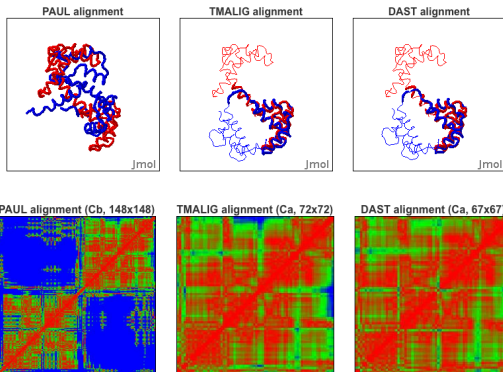 PAUL alignment
TMALIG alignment
DAST alignment
Jmol
Jmol
Jmol
PAUL alignment (Cb, 148x148)
TMALIG alignment (Ca, 72x72)
DAST alignment (Ca, 67x67